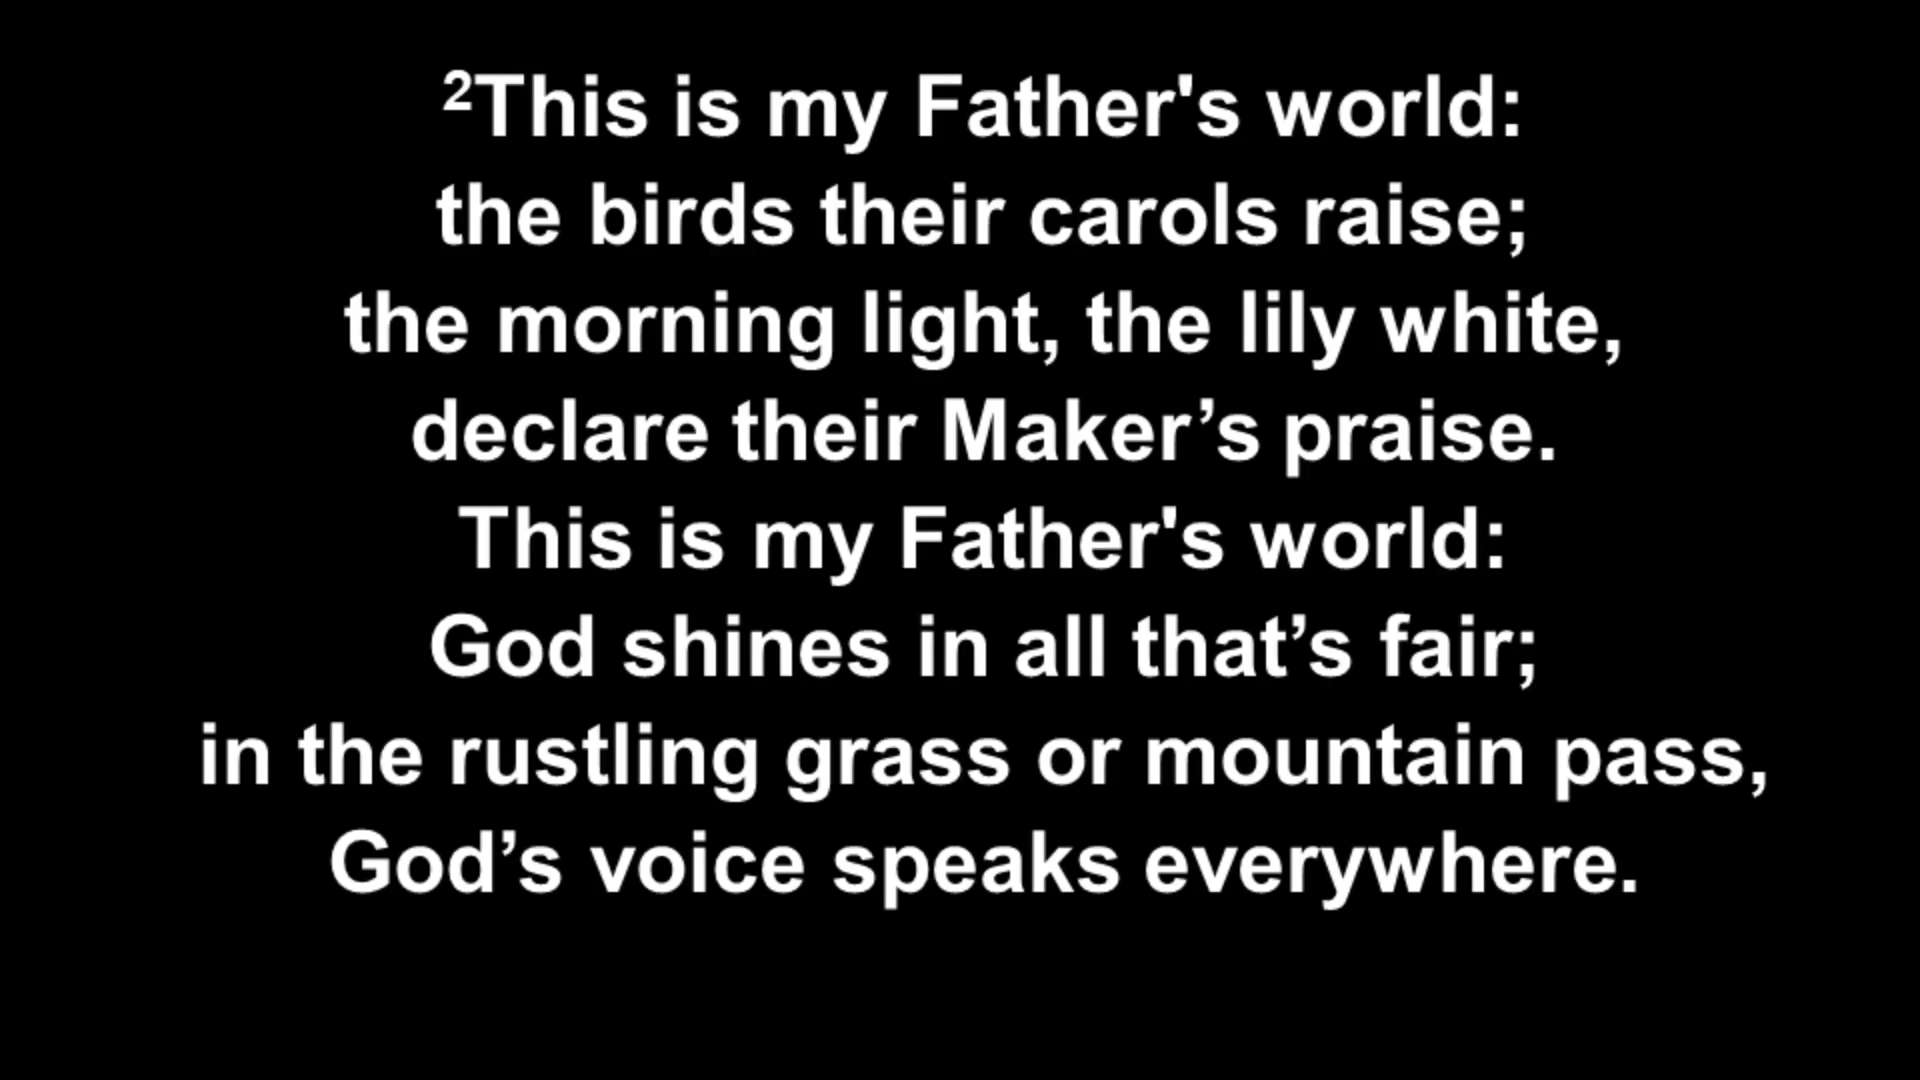 ²This is my Father's world:
the birds their carols raise;
the morning light, the lily white,
declare their Maker’s praise.
This is my Father's world:
God shines in all that’s fair;
in the rustling grass or mountain pass,
God’s voice speaks everywhere.